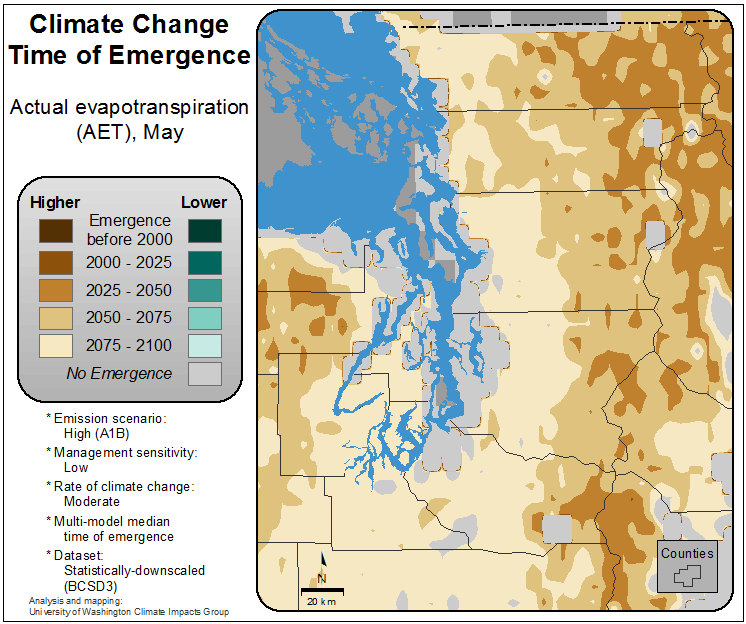 Climate Change
Time of Emergence
Actual evapotranspiration
(AET), May
Higher
Lower
Emergence
before 2000
2000 - 2025
2025 - 2050
2050 - 2075
2075 - 2100
No Emergence
* Emission scenario:
High (A1B)
* Management sensitivity:
Low
* Rate of climate change:
Moderate
* Multi-model median
time of emergence
* Dataset:
Statistically-downscaled
(BCSD3)
Analysis and mapping:
University of Washington Climate Impacts Group
N
20 km
Counties